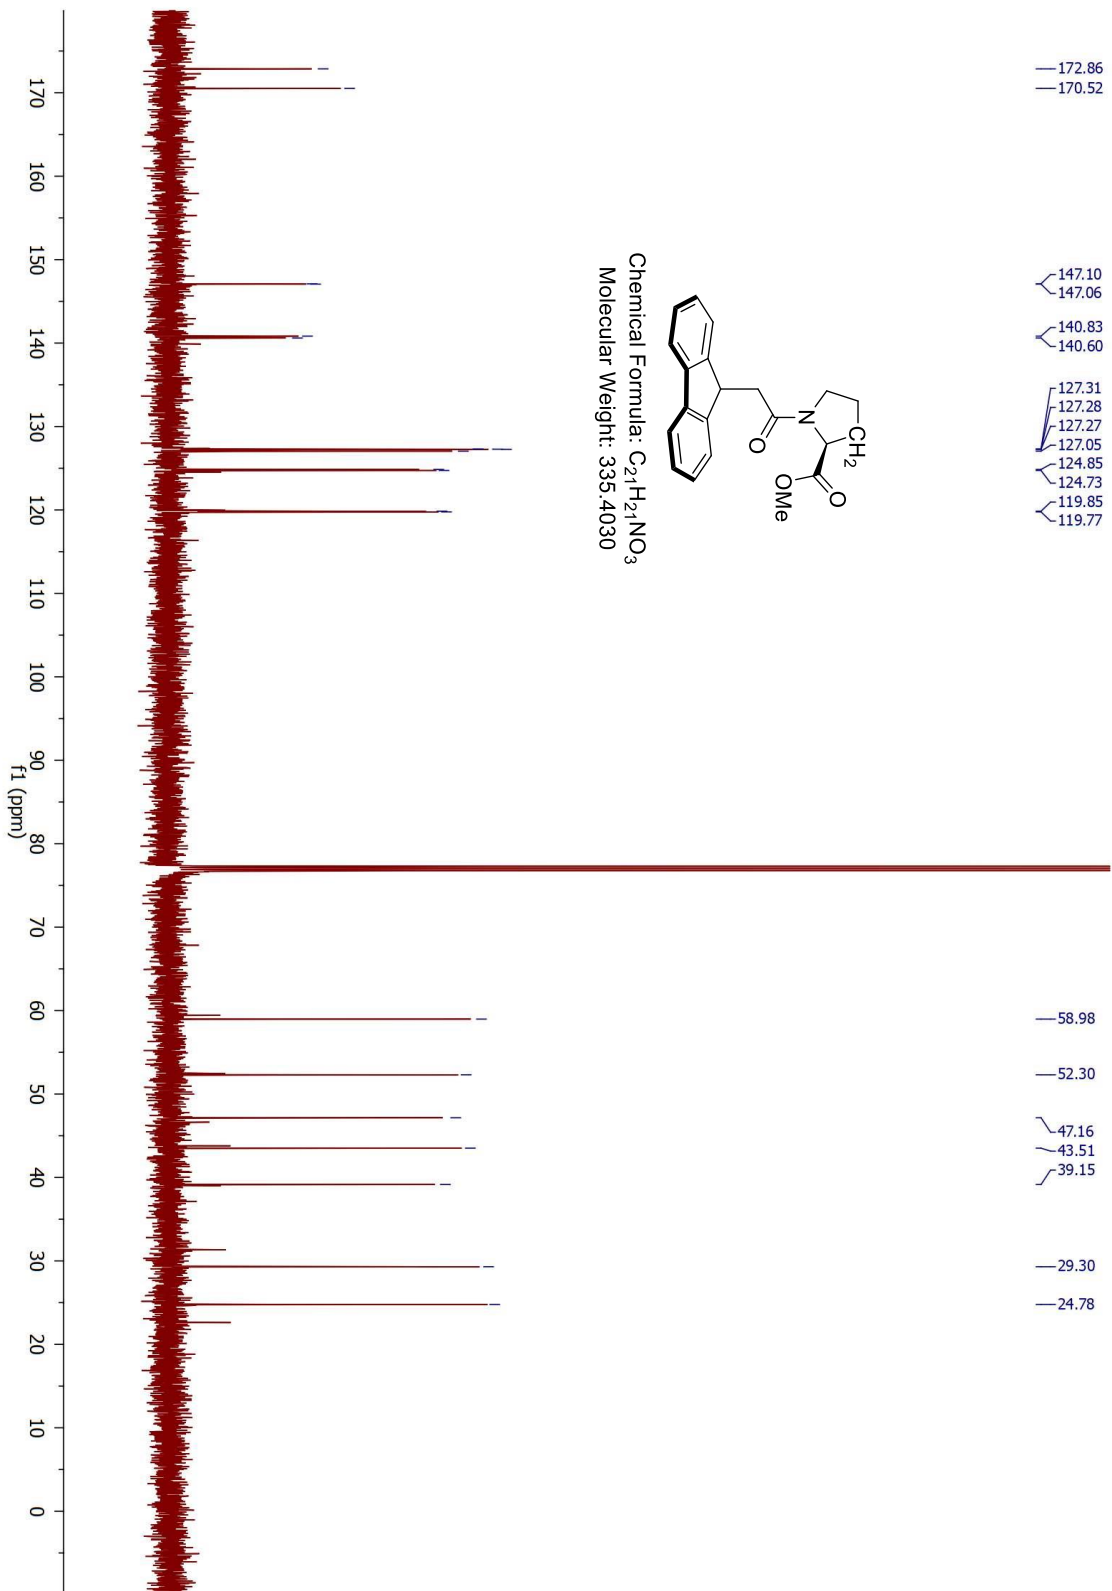 172.86
170.52
147.10
147.06
140.83
140.60
127.31
127.28
127.27
127.05
124.85
124.73
119.85
119.77
58.98
52.30
47.16
43.51
39.15
29.30
24.78
CH₂
N
O
O
OMe
Chemical Formula: C₂₁H₂₁NO₃
Molecular Weight: 335.4030
170 160 150 140 130 120 110 100 90 80 70 60 50 40 30 20 10 0
f1 (ppm)